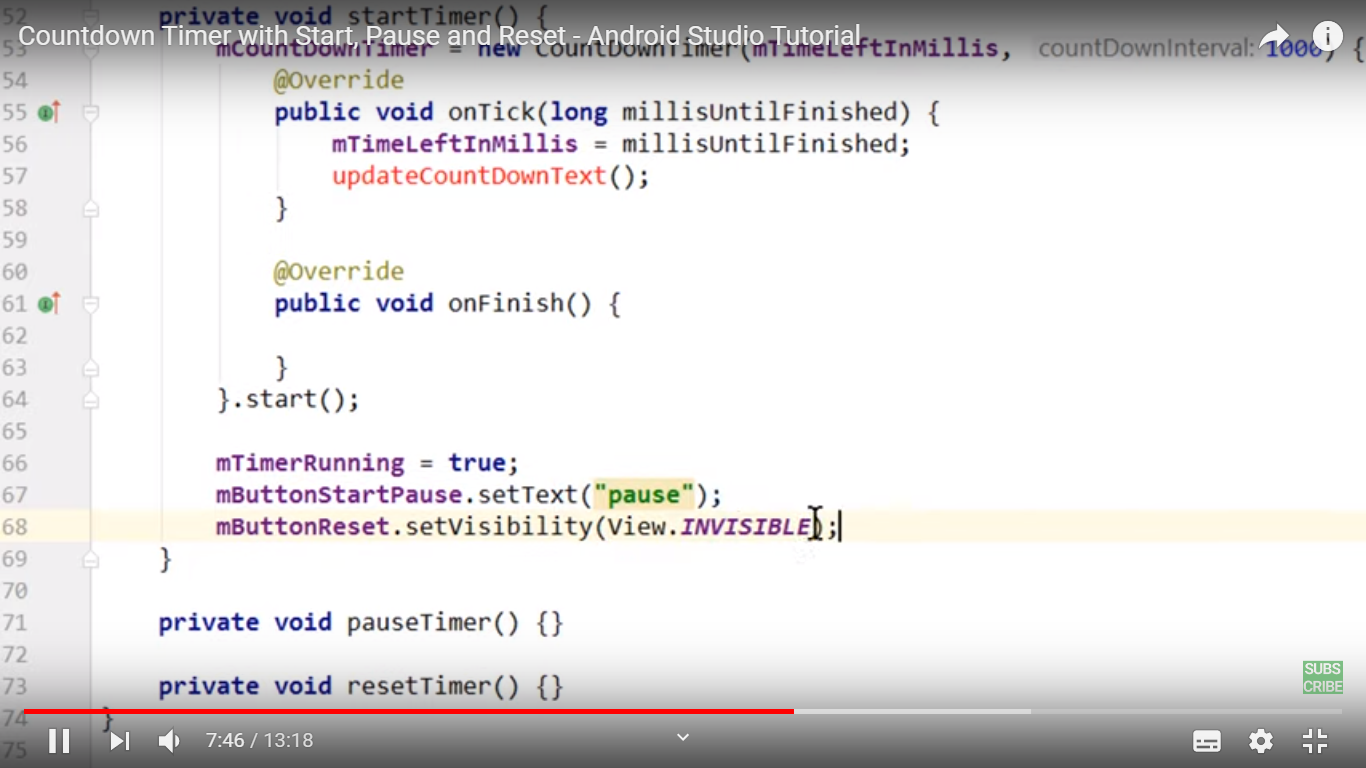 52 private void startTimer() {
Countdown Timer with Start, Pause and Reset - Android Studio Tutorial
53 mCountDownTimer = new CountDownTimer(mTimeLeftInMillis, countDownInterval: 1000) {
54 @Override
55 public void onTick(long millisUntilFinished) {
56 mTimeLeftInMillis = millisUntilFinished;
57 updateCountDownText();
58 }
59
60 @Override
61 public void onFinish() {
62
63 }
64 }.start();
65
66 mTimerRunning = true;
67 mButtonStartPause.setText("pause");
68 mButtonReset.setVisibility(View.INVISIBLE);
69 }
70
71 private void pauseTimer() {}
72
SUBS
CRIBE
73 private void resetTimer() {}
74 }
75
7:46 / 13:18